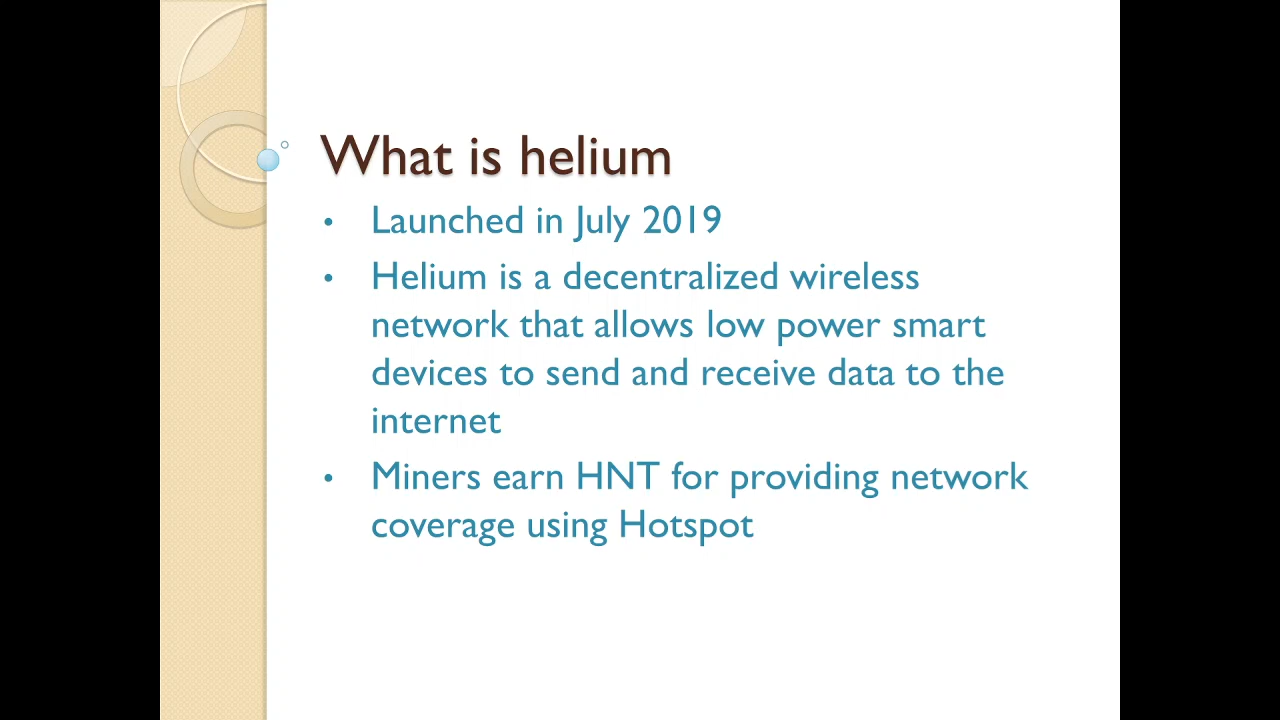 What is helium
• Launched in July 2019
• Helium is a decentralized wireless
network that allows low power smart
devices to send and receive data to the
internet
• Miners earn HNT for providing network
coverage using Hotspot